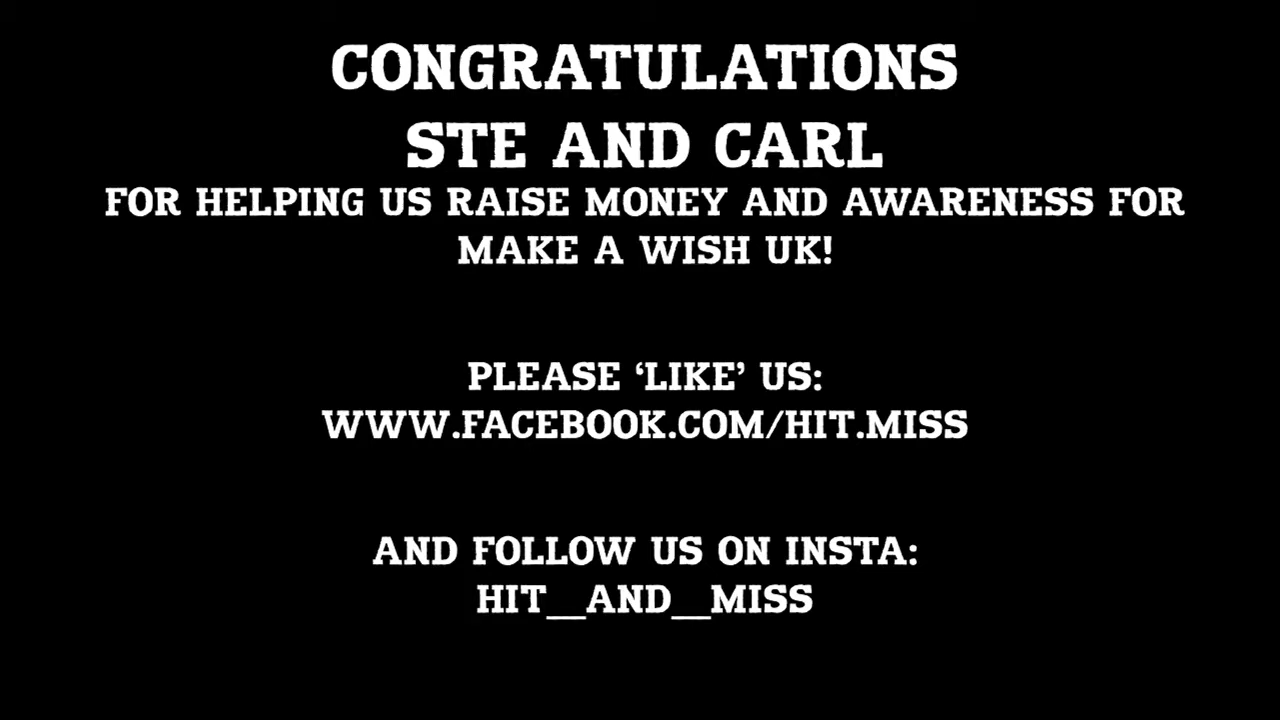 CONGRATULATIONS
STE AND CARL
FOR HELPING US RAISE MONEY AND AWARENESS FOR
MAKE A WISH UK!
PLEASE ‘LIKE’ US:
WWW.FACEBOOK.COM/HIT.MISS
AND FOLLOW US ON INSTA:
HIT__AND__MISS